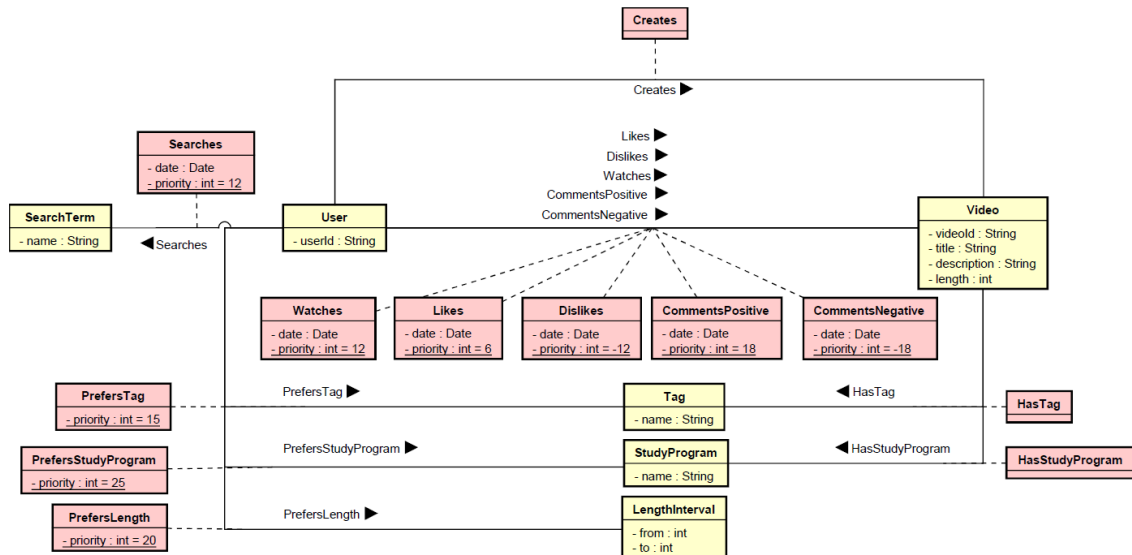 Creates
Creates ▶
Likes ▶
Dislikes ▶
Watches ▶
CommentsPositive ▶
CommentsNegative ▶
Searches
- date : Date
- priority : int = 12
SearchTerm
- name : String
◀ Searches
User
- userId : String
Video
- videoId : String
- title : String
- description : String
- length : int
Watches
- date : Date
- priority : int = 12
Likes
- date : Date
- priority : int = 6
Dislikes
- date : Date
- priority : int = -12
CommentsPositive
- date : Date
- priority : int = 18
CommentsNegative
- date : Date
- priority : int = -18
PrefersTag
- priority : int = 15
PrefersTag ▶
Tag
- name : String
◀ HasTag
HasTag
PrefersStudyProgram
- priority : int = 25
PrefersStudyProgram ▶
StudyProgram
- name : String
◀ HasStudyProgram
HasStudyProgram
PrefersLength
- priority : int = 20
PrefersLength ▶
LengthInterval
- from : int
- to : int